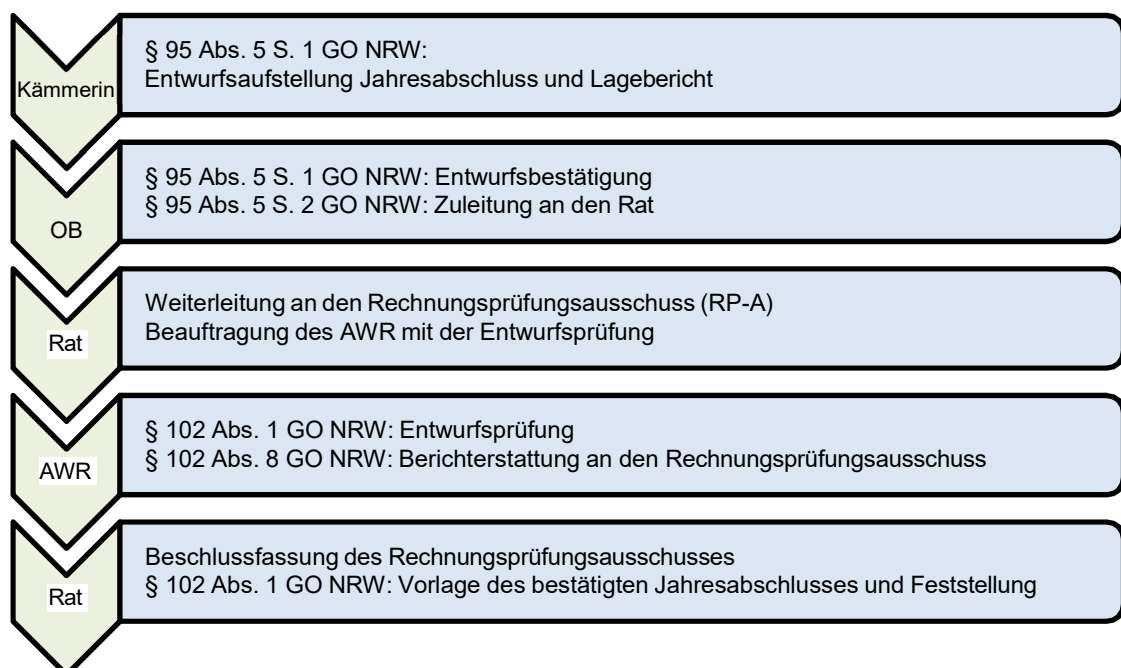 Kämmerin
§ 95 Abs. 5 S. 1 GO NRW:
Entwurfsaufstellung Jahresabschluss und Lagebericht
OB
§ 95 Abs. 5 S. 1 GO NRW: Entwurfsbestätigung
§ 95 Abs. 5 S. 2 GO NRW: Zuleitung an den Rat
Rat
Weiterleitung an den Rechnungsprüfungsausschuss (RP-A)
Beauftragung des AWR mit der Entwurfsprüfung
AWR
§ 102 Abs. 1 GO NRW: Entwurfsprüfung
§ 102 Abs. 8 GO NRW: Berichterstattung an den Rechnungsprüfungsausschuss
Rat
Beschlussfassung des Rechnungsprüfungsausschusses
§ 102 Abs. 1 GO NRW: Vorlage des bestätigten Jahresabschlusses und Feststellung